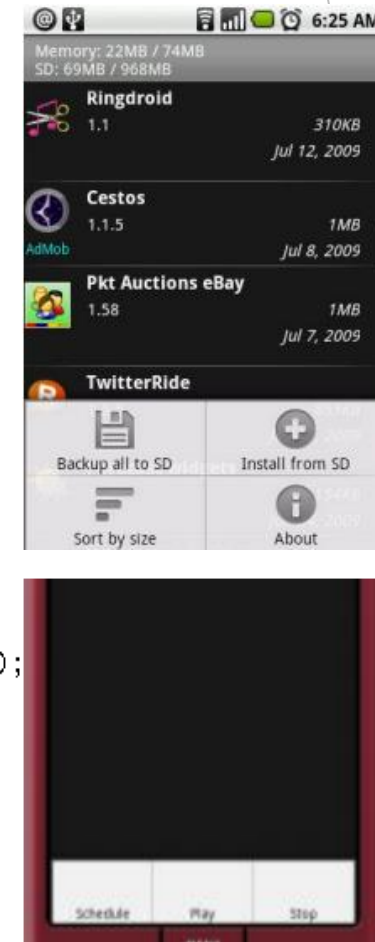 6:25 AM
Memory: 22MB / 74MB
SD: 69MB / 968MB
Ringdroid
1.1
310KB
Jul 12, 2009
Cestos
1.1.5
AdMob
1MB
Jul 8, 2009
Pkt Auctions eBay
1.58
1MB
Jul 7, 2009
TwitterRide
Backup all to SD
Install from SD
Sort by size
About
);
Schedule
Play
Stop